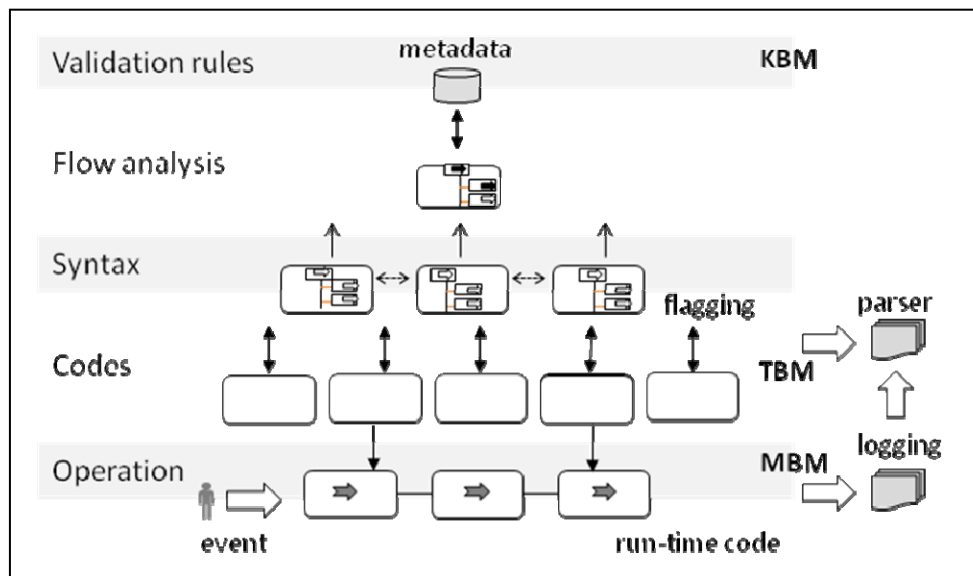 Validation rules
metadata
KBM
Flow analysis
Syntax
flagging
parser
Codes
TBM
logging
Operation
MBM
event
run-time code